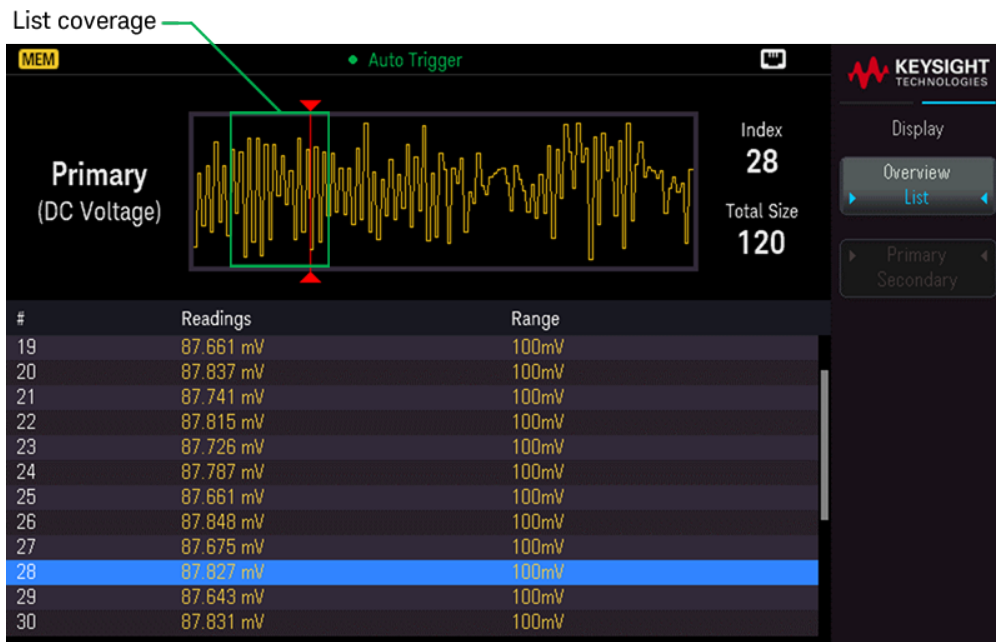 List coverage
MEM
Auto Trigger
KEYSIGHT
TECHNOLOGIES
Display
Overview
List
Primary
Secondary
Primary
(DC Voltage)
Index
28
Total Size
120
# Readings Range
19 87.661 mV 100mV
20 87.837 mV 100mV
21 87.741 mV 100mV
22 87.815 mV 100mV
23 87.726 mV 100mV
24 87.787 mV 100mV
25 87.661 mV 100mV
26 87.848 mV 100mV
27 87.675 mV 100mV
28 87.827 mV 100mV
29 87.643 mV 100mV
30 87.831 mV 100mV